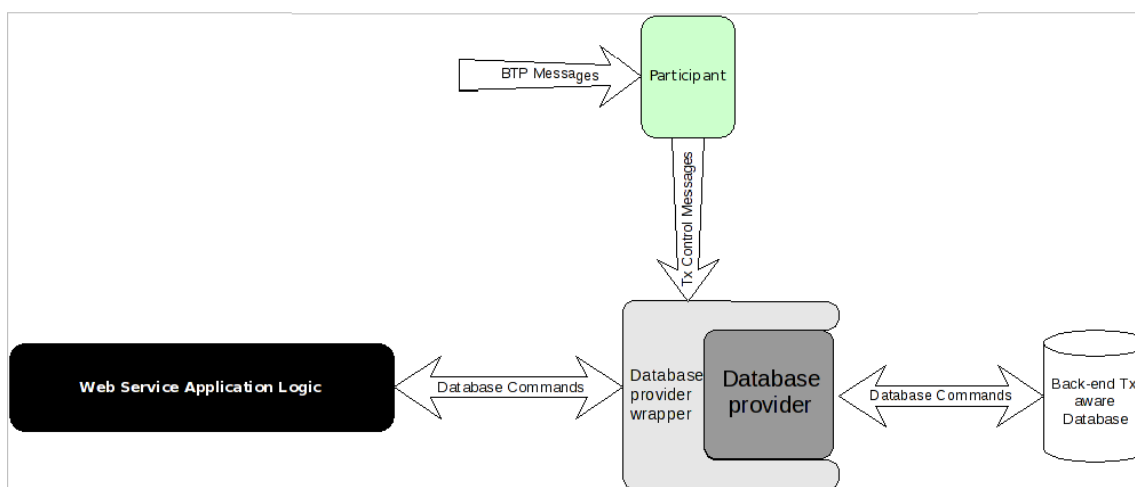 BTP Messages
Participant
Tx Control Messages
Web Service Application Logic
Database Commands
Database
provider
wrapper
Database
provider
Database Commands
Back-end Tx
aware
Database